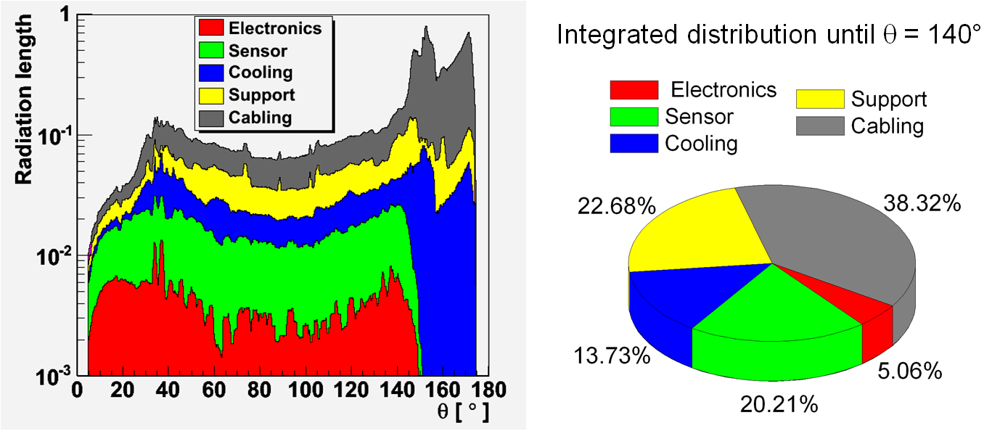 Radiation length
1
10-1
10-2
10-3
Electronics
Sensor
Cooling
Support
Cabling
0 20 40 60 80 100 120 140 160 180
θ [ ° ]
Integrated distribution until θ = 140°
Electronics
Sensor
Cooling
Support
Cabling
22.68%
38.32%
13.73%
5.06%
20.21%